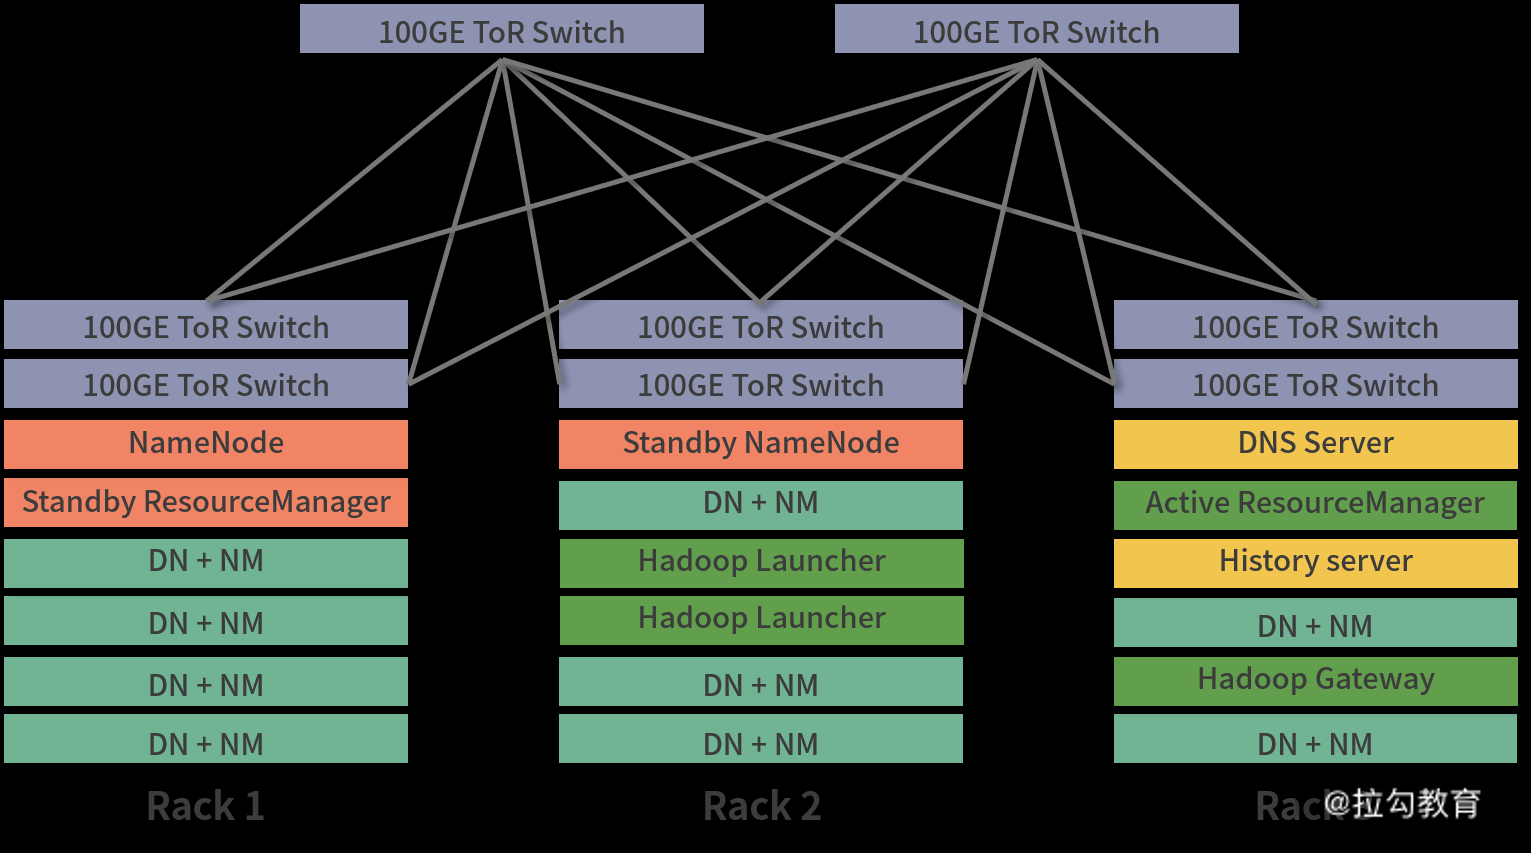 100GE ToR Switch
100GE ToR Switch
100GE ToR Switch
100GE ToR Switch
NameNode
Standby ResourceManager
DN + NM
DN + NM
DN + NM
DN + NM
Rack 1
100GE ToR Switch
100GE ToR Switch
Standby NameNode
DN + NM
Hadoop Launcher
Hadoop Launcher
DN + NM
DN + NM
Rack 2
100GE ToR Switch
100GE ToR Switch
DNS Server
Active ResourceManager
History server
DN + NM
Hadoop Gateway
DN + NM
Rack
@拉勾教育